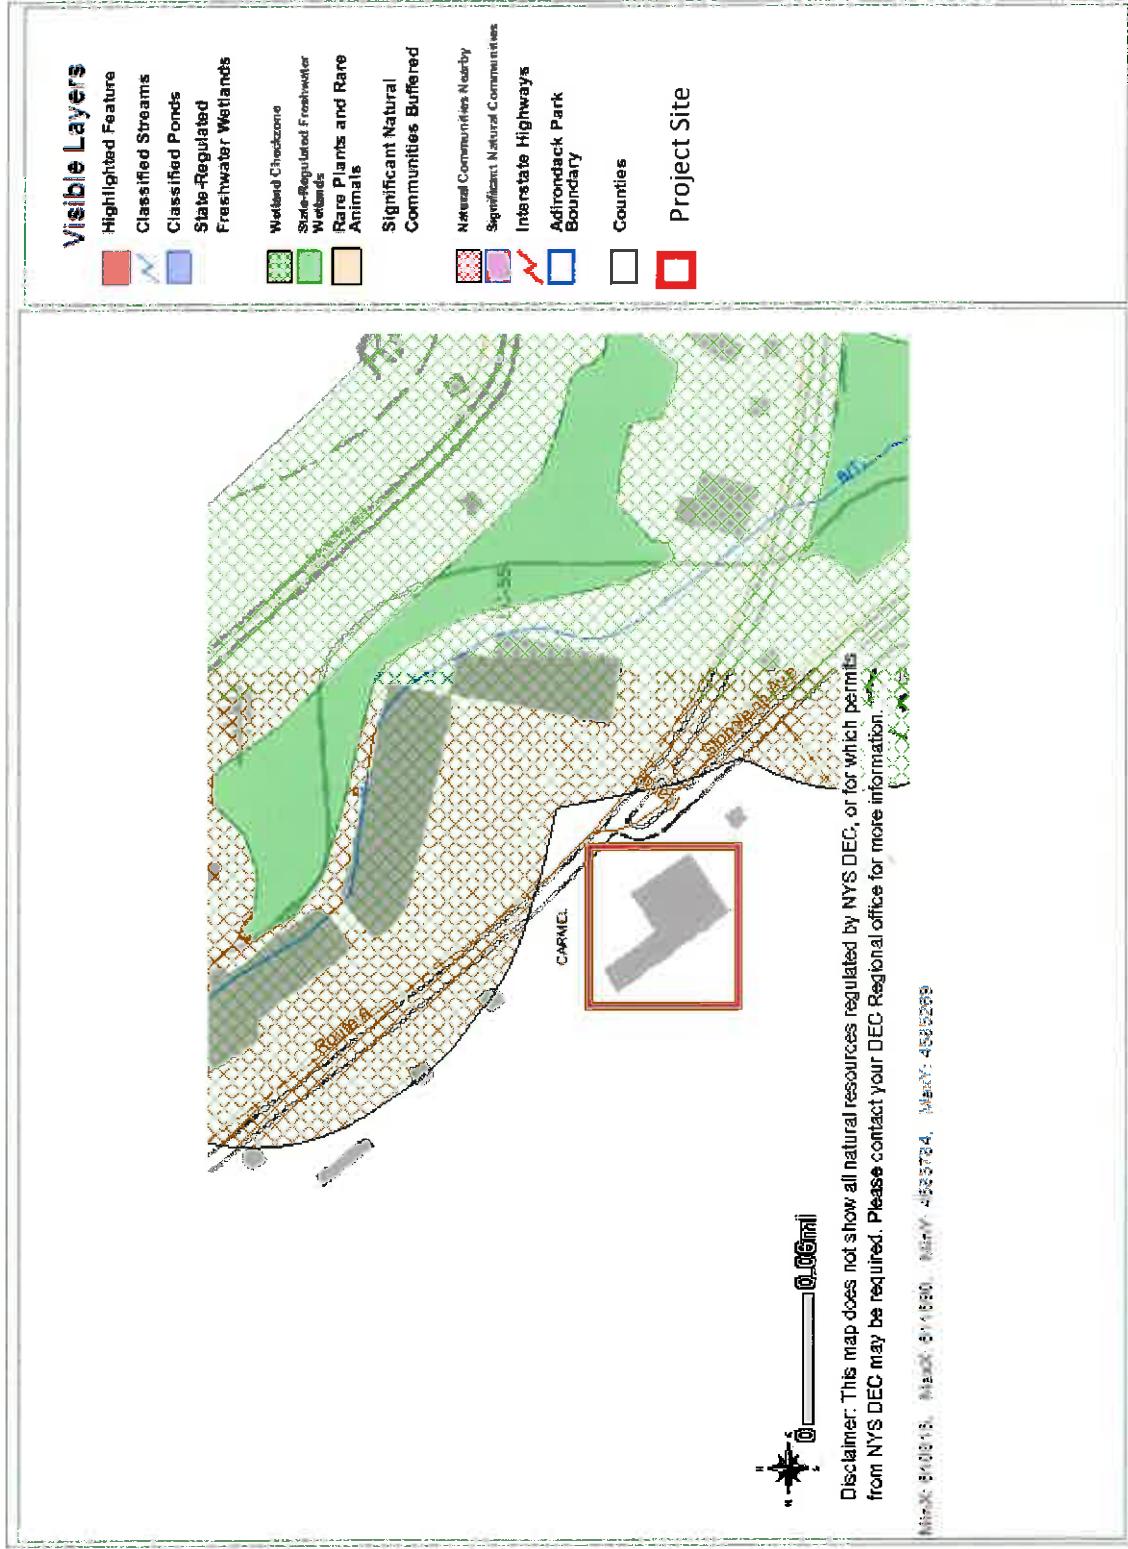 Visible Layers
Highlighted Feature
Classified Streams
Classified Ponds
State-Regulated
Freshwater Wetlands
Wetland Checkzone
State-Regulated Freshwater
Wetlands
Rare Plants and Rare
Animals
Significant Natural
Communities Buffered
Natural Communities Nearby
Significant Natural Communities
Interstate Highways
Adirondack Park
Boundary
Counties
Project Site
Route 6
CARMEL
0
0.06mi
Disclaimer: This map does not show all natural resources regulated by NYS DEC, or for which permits
from NYS DEC may be required. Please contact your DEC Regional office for more information.
MaxY: 4585269